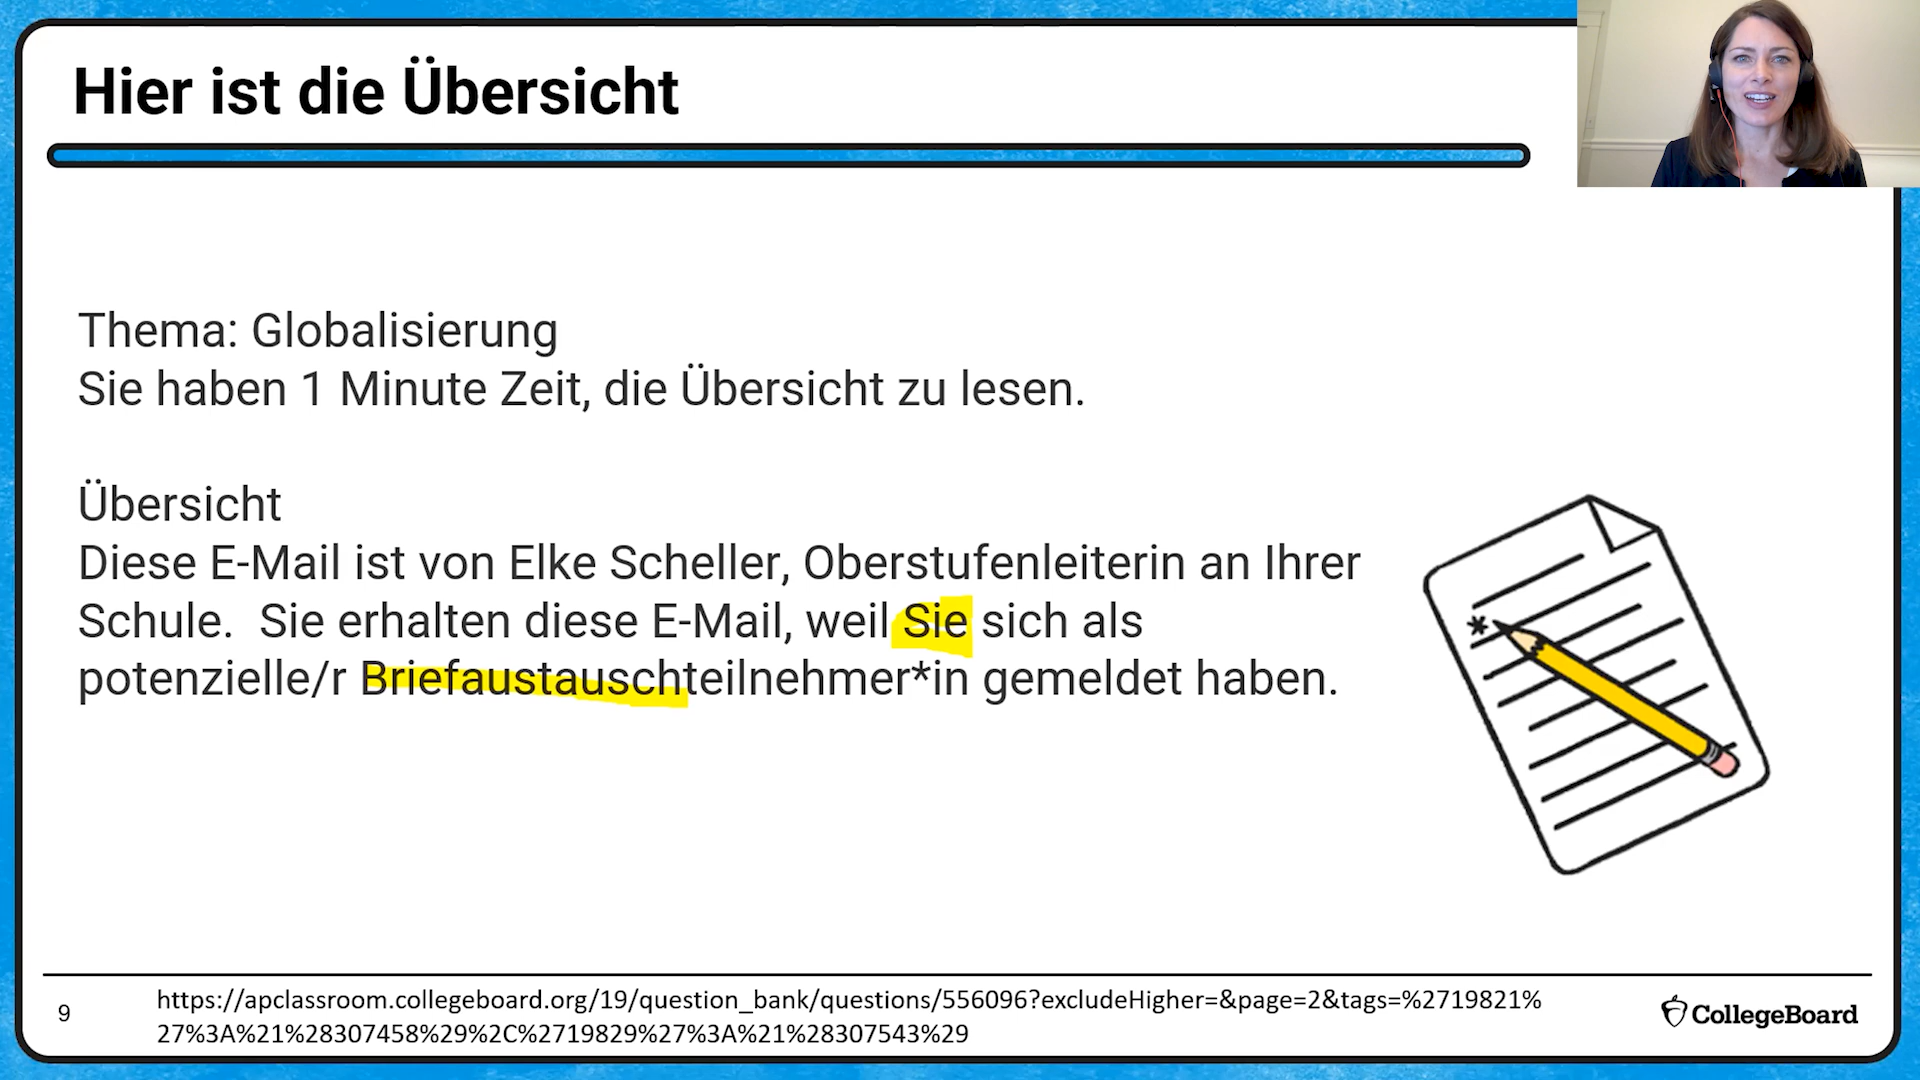 Hier ist die Übersicht
Thema: Globalisierung
Sie haben 1 Minute Zeit, die Übersicht zu lesen.
Übersicht
Diese E-Mail ist von Elke Scheller, Oberstufenleiterin an Ihrer
Schule.  Sie erhalten diese E-Mail, weil Sie sich als
potenzielle/r Briefaustauschteilnehmer*in gemeldet haben.
9
https://apclassroom.collegeboard.org/19/question_bank/questions/556096?excludeHigher=&page=2&tags=%2719821%
27%3A%21%28307458%29%2C%2719829%27%3A%21%28307543%29
CollegeBoard